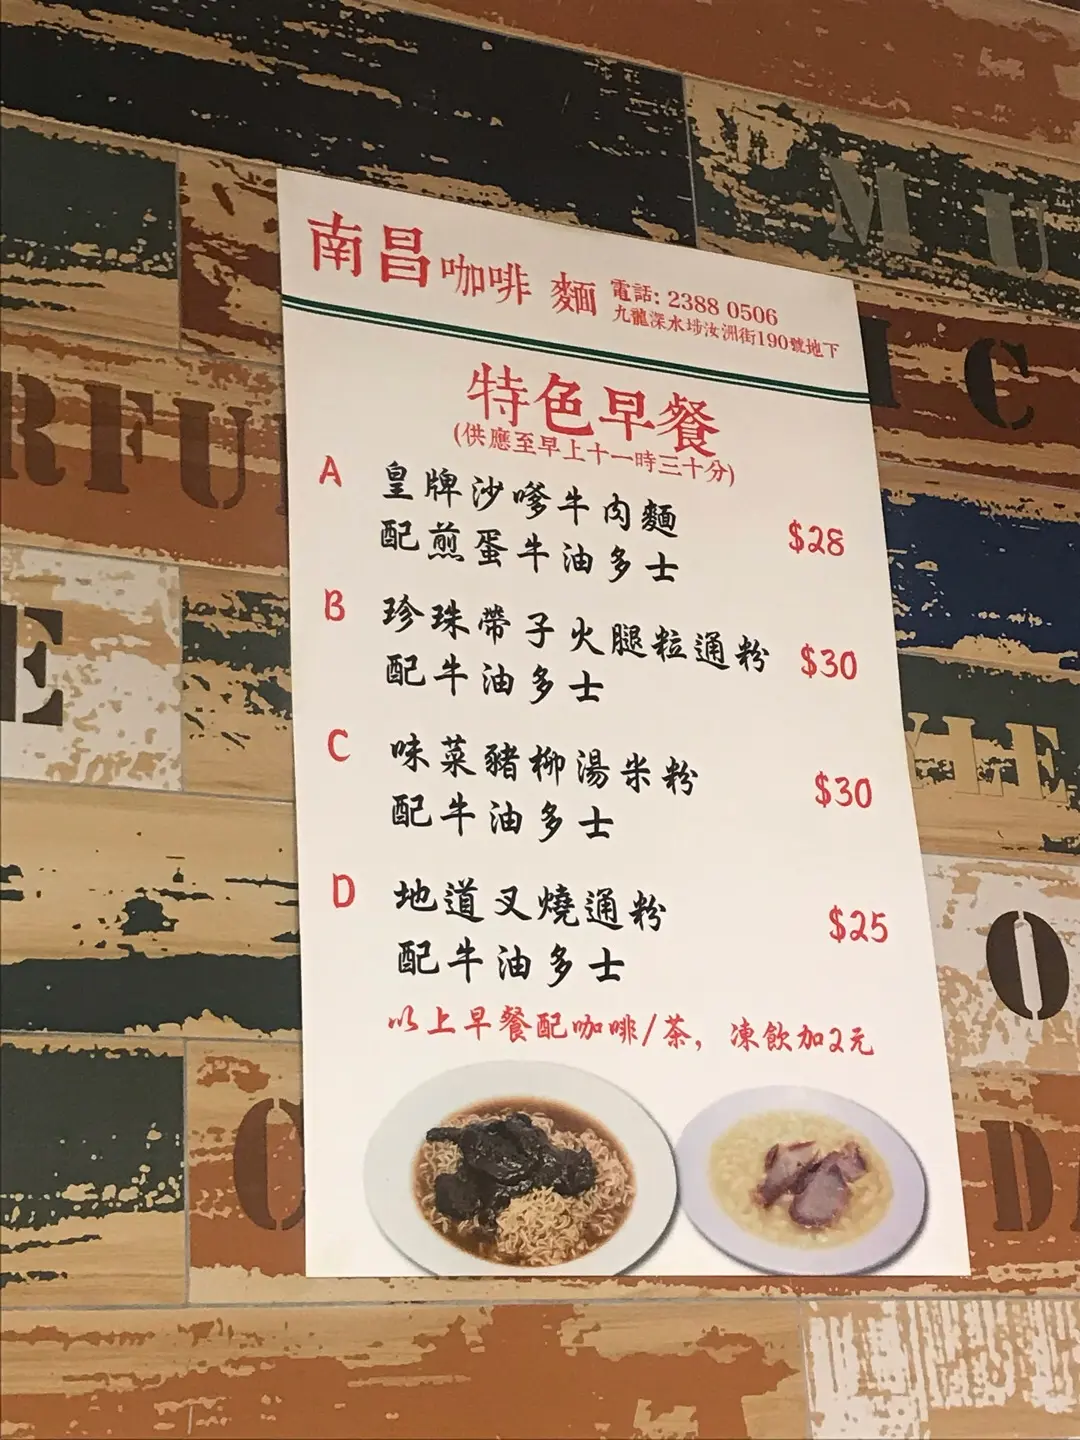 南昌咖啡 麵
電話: 2388 0506
九龍深水埗汝洲街190號地下
特色早餐
(供應至早上十一時三十分)
A 皇牌沙嗲牛肉麵
配煎蛋牛油多士 $28
B 珍珠帶子火腿粒通粉
配牛油多士 $30
C 味菜豬柳湯米粉
配牛油多士 $30
D 地道叉燒通粉
配牛油多士 $25
以上早餐配咖啡/茶, 凍飲加2元
MU
RFU
C
E
HE
O
O
D